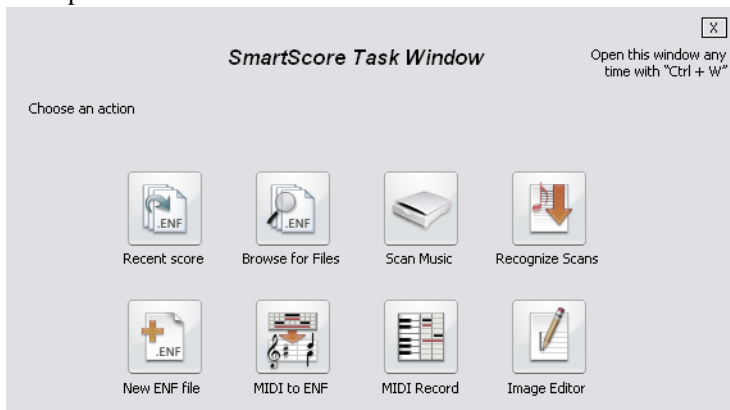 X
SmartScore Task Window
Open this window any
time with "Ctrl + W"
Choose an action
.ENF
.ENF
Recent score
Browse for Files
Scan Music
Recognize Scans
.ENF
New ENF file
MIDI to ENF
MIDI Record
Image Editor